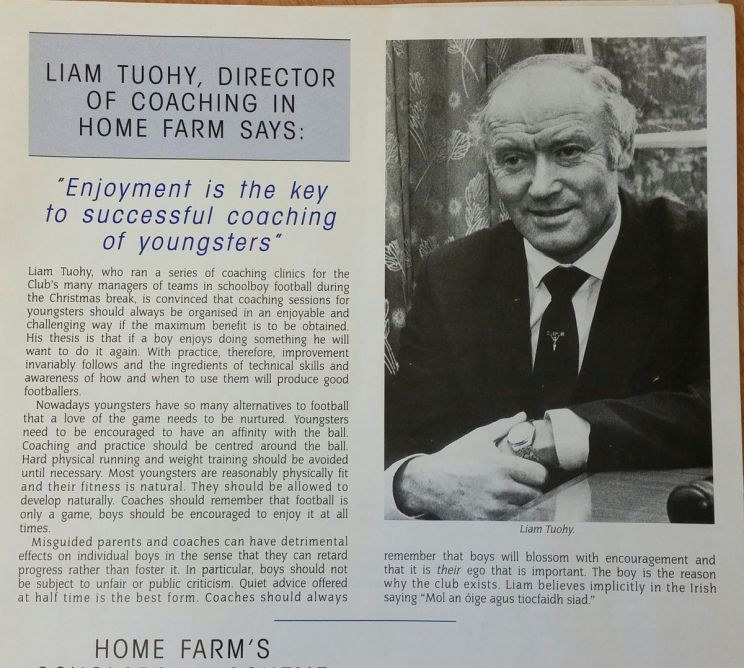 LIAM TUOHY, DIRECTOR
OF COACHING IN
HOME FARM SAYS:
"Enjoyment is the key
to successful coaching
of youngsters"
Liam Tuohy, who ran a series of coaching clinics for the
Club's many managers of teams in schoolboy football during
the Christmas break, is convinced that coaching sessions for
youngsters should always be organised in an enjoyable and
challenging way if the maximum benefit is to be obtained.
His thesis is that if a boy enjoys doing something he will
want to do it again. With practice, therefore, improvement
invariably follows and the ingredients of technical skills and
awareness of how and when to use them will produce good
footballers.
Nowadays youngsters have so many alternatives to football
that a love of the game needs to be nurtured. Youngsters
need to be encouraged to have an affinity with the ball.
Coaching and practice should be centred around the ball.
Hard physical running and weight training should be avoided
until necessary. Most youngsters are reasonably physically fit
and their fitness is natural. They should be allowed to
develop naturally. Coaches should remember that football is
only a game, boys should be encouraged to enjoy it at all
times.
Misguided parents and coaches can have detrimental
effects on individual boys in the sense that they can retard
progress rather than foster it. In particular, boys should not
be subject to unfair or public criticism. Quiet advice offered
at half time is the best form. Coaches should always
Liam Tuohy.
remember that boys will blossom with encouragement and
that it is their ego that is important. The boy is the reason
why the club exists. Liam believes implicitly in the Irish
saying "Mol an óige agus tiocfaidh siad."
HOME FARM'S